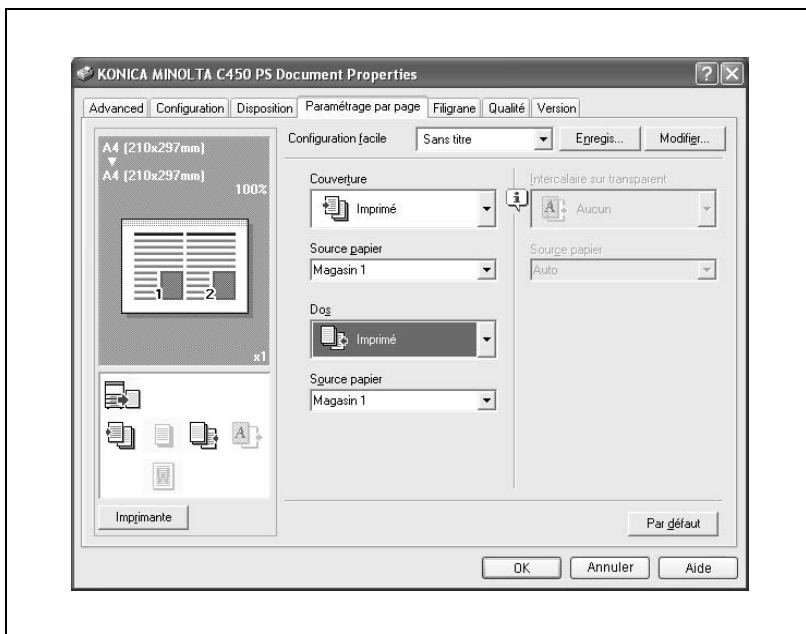 KONICA MINOLTA C450 PS Document Properties
Advanced Configuration Disposition Paramétrage par page Filigrane Qualité Version
A4 (210x297mm)
A4 (210x297mm)
100%
1 2
x1
Imprimante
Configuration facile Sans titre Enregis... Modifier...
Couverture
Imprimé
Source papier
Magasin 1
Dos
Imprimé
Source papier
Magasin 1
Intercalaire sur transparent
A Aucun
Source papier
Auto
A
Par défaut
OK Annuler Aide